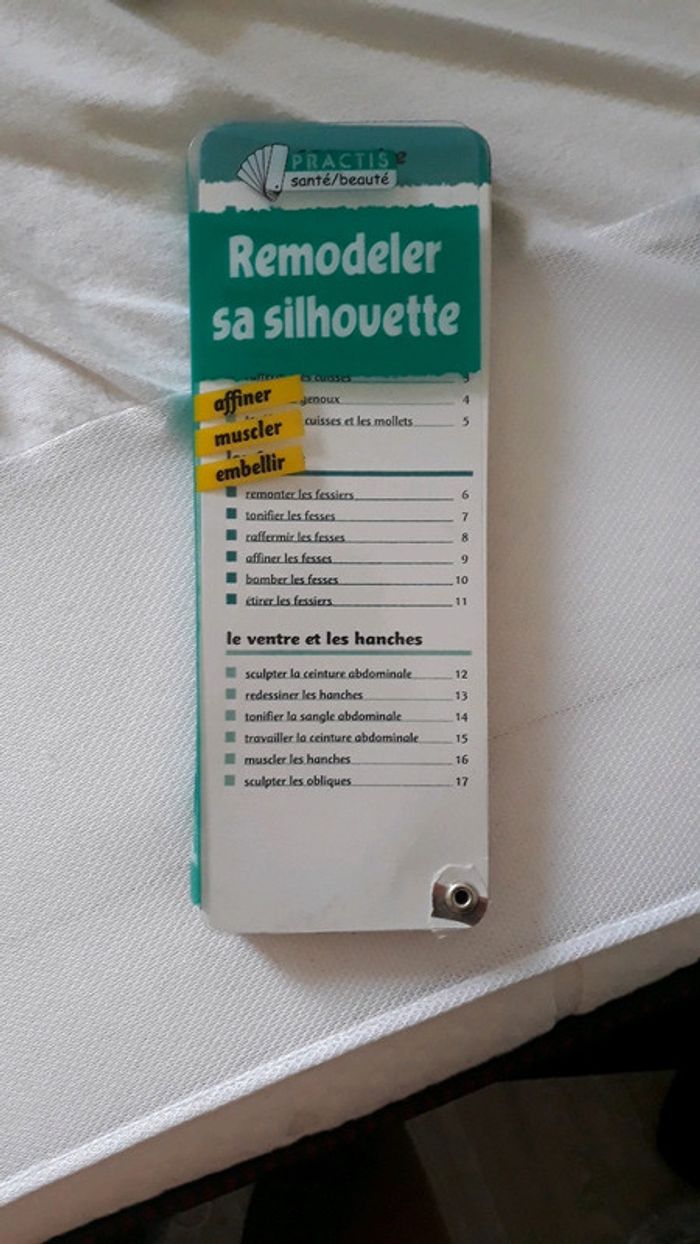 PRACTIS
santé/beauté
Remodeler
sa silhouette
cuisses 3
affiner
genoux 4
cuisses et les mollets 5
muscler
embellir
remonter les fessiers 6
tonifier les fesses 7
raffermir les fesses 8
affiner les fesses 9
bomber les fesses 10
étirer les fessiers 11
le ventre et les hanches
sculpter la ceinture abdominale 12
redessiner les hanches 13
tonifier la sangle abdominale 14
travailler la ceinture abdominale 15
muscler les hanches 16
sculpter les obliques 17